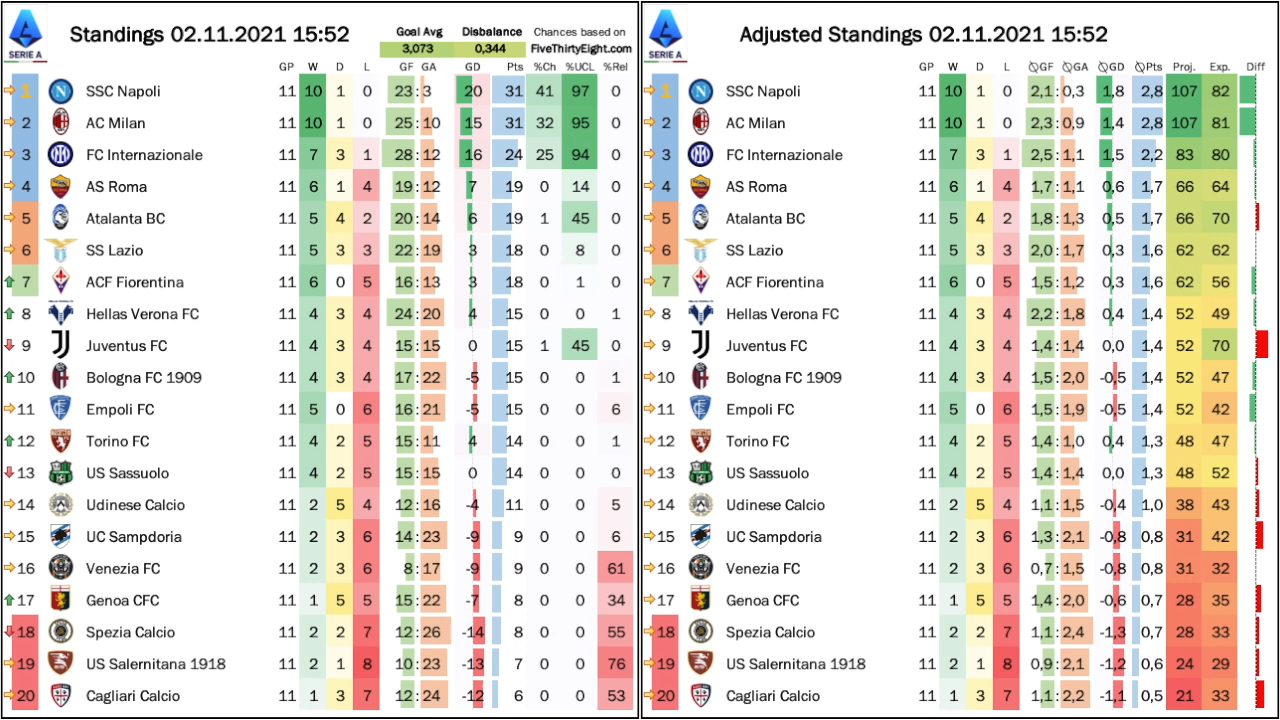 SERIE A
Standings 02.11.2021 15:52
Goal Avg Disbalance Chances based on
3,073 0,344 FiveThirtyEight.com
GP W D L GF GA GD Pts %Ch %UCL %Rel
1 SSC Napoli 11 10 1 0 23:3 20 31 41 97 0
2 AC Milan 11 10 1 0 25:10 15 31 32 95 0
3 FC Internazionale 11 7 3 1 28:12 16 24 25 94 0
4 AS Roma 11 6 1 4 19:12 7 19 0 14 0
5 Atalanta BC 11 5 4 2 20:14 6 19 1 45 0
6 SS Lazio 11 5 3 3 22:19 3 18 0 8 0
7 ACF Fiorentina 11 6 0 5 16:13 3 18 0 1 0
8 Hellas Verona FC 11 4 3 4 24:20 4 15 0 0 1
9 Juventus FC 11 4 3 4 15:15 0 15 1 45 0
10 Bologna FC 1909 11 4 3 4 17:22 -5 15 0 0 1
11 Empoli FC 11 5 0 6 16:21 -5 15 0 0 6
12 Torino FC 11 4 2 5 15:11 4 14 0 0 1
13 US Sassuolo 11 4 2 5 15:15 0 14 0 0 0
14 Udinese Calcio 11 2 5 4 12:16 -4 11 0 0 5
15 UC Sampdoria 11 2 3 6 14:23 -9 9 0 0 6
16 Venezia FC 11 2 3 6 8:17 -9 9 0 0 61
17 Genoa CFC 11 1 5 5 15:22 -7 8 0 0 34
18 Spezia Calcio 11 2 2 7 12:26 -14 8 0 0 55
19 US Salernitana 1918 11 2 1 8 10:23 -13 7 0 0 76
20 Cagliari Calcio 11 1 3 7 12:24 -12 6 0 0 53
SERIE A
Adjusted Standings 02.11.2021 15:52
GP W D L ∅GF ∅GA ∅GD ∅Pts Proj. Exp. Diff
1 SSC Napoli 11 10 1 0 2,1:0,3 1,8 2,8 107 82
2 AC Milan 11 10 1 0 2,3:0,9 1,4 2,8 107 81
3 FC Internazionale 11 7 3 1 2,5:1,1 1,5 2,2 83 80
4 AS Roma 11 6 1 4 1,7:1,1 0,6 1,7 66 64
5 Atalanta BC 11 5 4 2 1,8:1,3 0,5 1,7 66 70
6 SS Lazio 11 5 3 3 2,0:1,7 0,3 1,6 62 62
7 ACF Fiorentina 11 6 0 5 1,5:1,2 0,3 1,6 62 56
8 Hellas Verona FC 11 4 3 4 2,2:1,8 0,4 1,4 52 49
9 Juventus FC 11 4 3 4 1,4:1,4 0,0 1,4 52 70
10 Bologna FC 1909 11 4 3 4 1,5:2,0 -0,5 1,4 52 47
11 Empoli FC 11 5 0 6 1,5:1,9 -0,5 1,4 52 42
12 Torino FC 11 4 2 5 1,4:1,0 0,4 1,3 48 47
13 US Sassuolo 11 4 2 5 1,4:1,4 0,0 1,3 48 52
14 Udinese Calcio 11 2 5 4 1,1:1,5 -0,4 1,0 38 43
15 UC Sampdoria 11 2 3 6 1,3:2,1 -0,8 0,8 31 42
16 Venezia FC 11 2 3 6 0,7:1,5 -0,8 0,8 31 32
17 Genoa CFC 11 1 5 5 1,4:2,0 -0,6 0,7 28 35
18 Spezia Calcio 11 2 2 7 1,1:2,4 -1,3 0,7 28 33
19 US Salernitana 1918 11 2 1 8 0,9:2,1 -1,2 0,6 24 29
20 Cagliari Calcio 11 1 3 7 1,1:2,2 -1,1 0,5 21 33